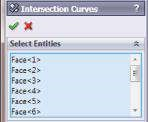 Intersection Curves ?
Select Entities
Face<1>
Face<2>
Face<3>
Face<4>
Face<5>
Face<6>